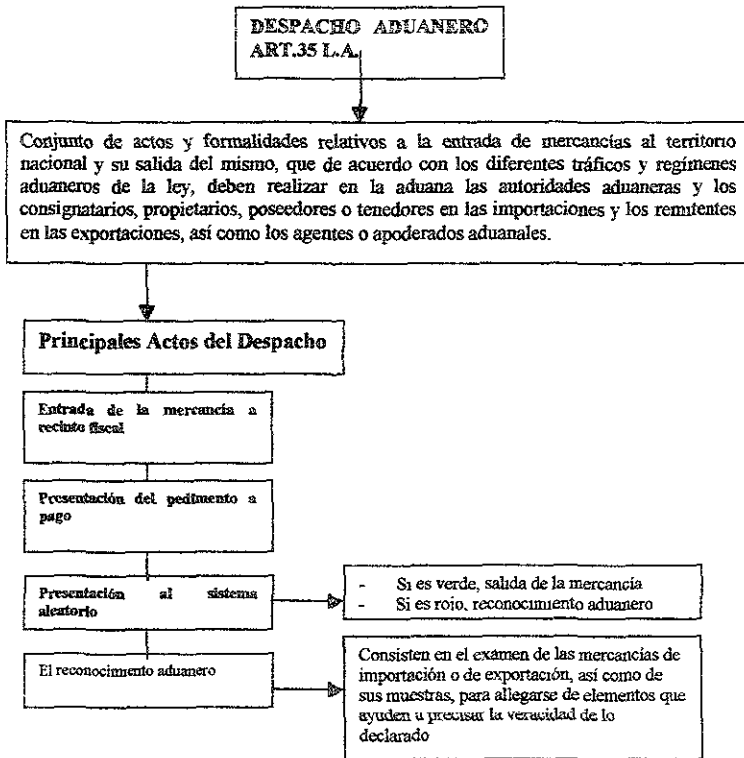 DESPACHO ADUANERO
ART.35 L.A.
Conjunto de actos y formalidades relativos a la entrada de mercancías al territorio
nacional y su salida del mismo, que de acuerdo con los diferentes tráficos y regímenes
aduaneros de la ley, deben realizar en la aduana las autoridades aduaneras y los
consignatarios, propietarios, poseedores o tenedores en las importaciones y los remitentes
en las exportaciones, así como los agentes o apoderados aduanales.
Principales Actos del Despacho
Entrada de la mercancía a
recinto fiscal
Presentación del pedimento a
pago
Presentación al sistema
aleatorio
- Si es verde, salida de la mercancía
- Si es rojo, reconocimiento aduanero
El reconocimiento aduanero
Consisten en el examen de las mercancías de
importación o de exportación, así como de
sus muestras, para allegarse de elementos que
ayuden a precisar la veracidad de lo
declarado